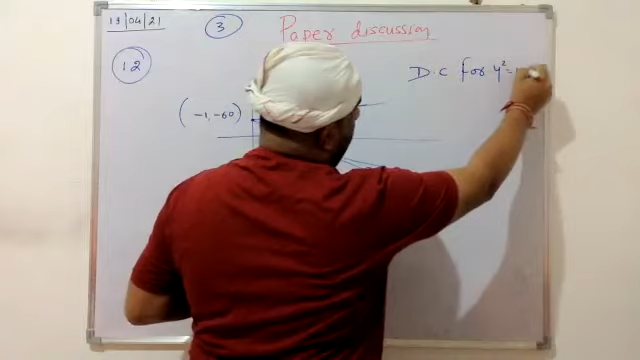 19/04/21
3
Paper discussion
12
D.C for y²=
(-1,-60)